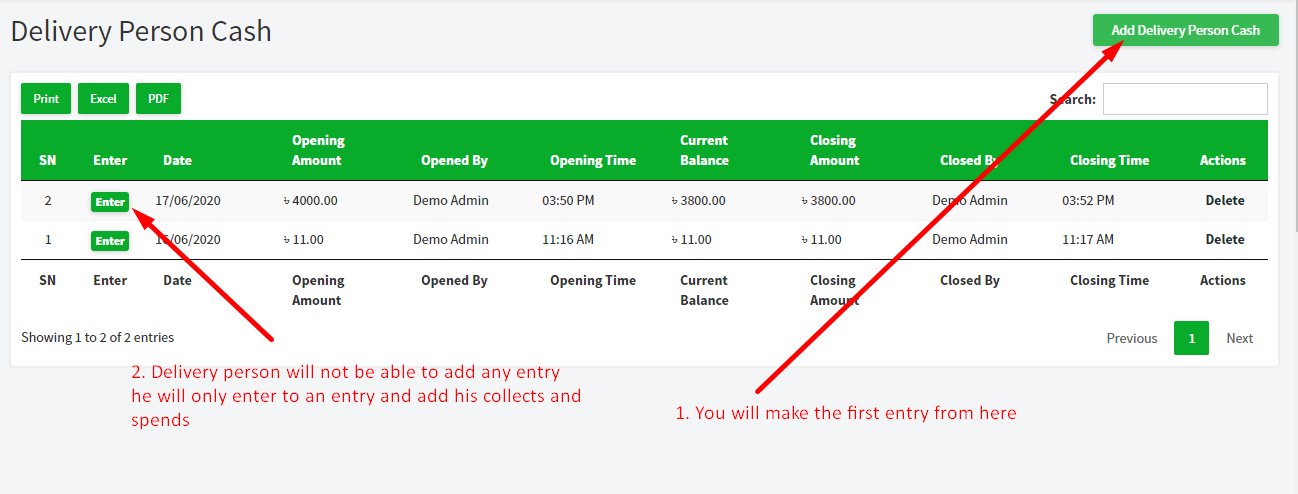 Delivery Person Cash
Add Delivery Person Cash
Print Excel PDF
Search:
SN Enter Date Opening Amount Opened By Opening Time Current Balance Closing Amount Closed By Closing Time Actions
2 Enter 17/06/2020 ৳ 4000.00 Demo Admin 03:50 PM ৳ 3800.00 ৳ 3800.00 Demo Admin 03:52 PM Delete
1 Enter /06/2020 ৳ 11.00 Demo Admin 11:16 AM ৳ 11.00 ৳ 11.00 Demo Admin 11:17 AM Delete
SN Enter Date Opening Amount Opened By Opening Time Current Balance Closing Amount Closed By Closing Time Actions
Showing 1 to 2 of 2 entries
Previous 1 Next
2. Delivery person will not be able to add any entry
he will only enter to an entry and add his collects and
spends
1. You will make the first entry from here